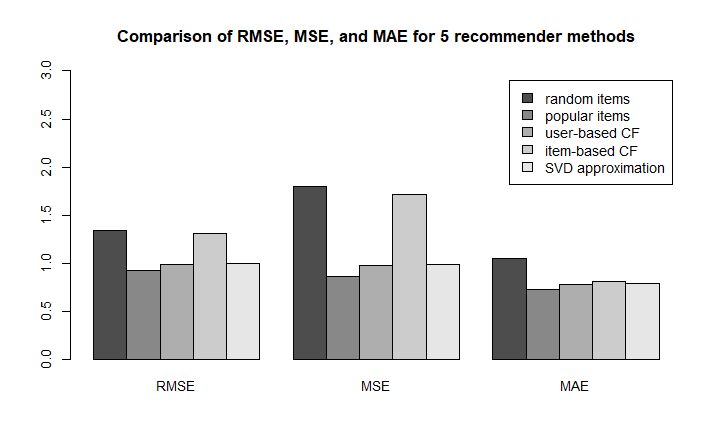 Comparison of RMSE, MSE, and MAE for 5 recommender methods
3.0
2.5
2.0
1.5
1.0
0.5
0.0
random items
popular items
user-based CF
item-based CF
SVD approximation
RMSE
MSE
MAE